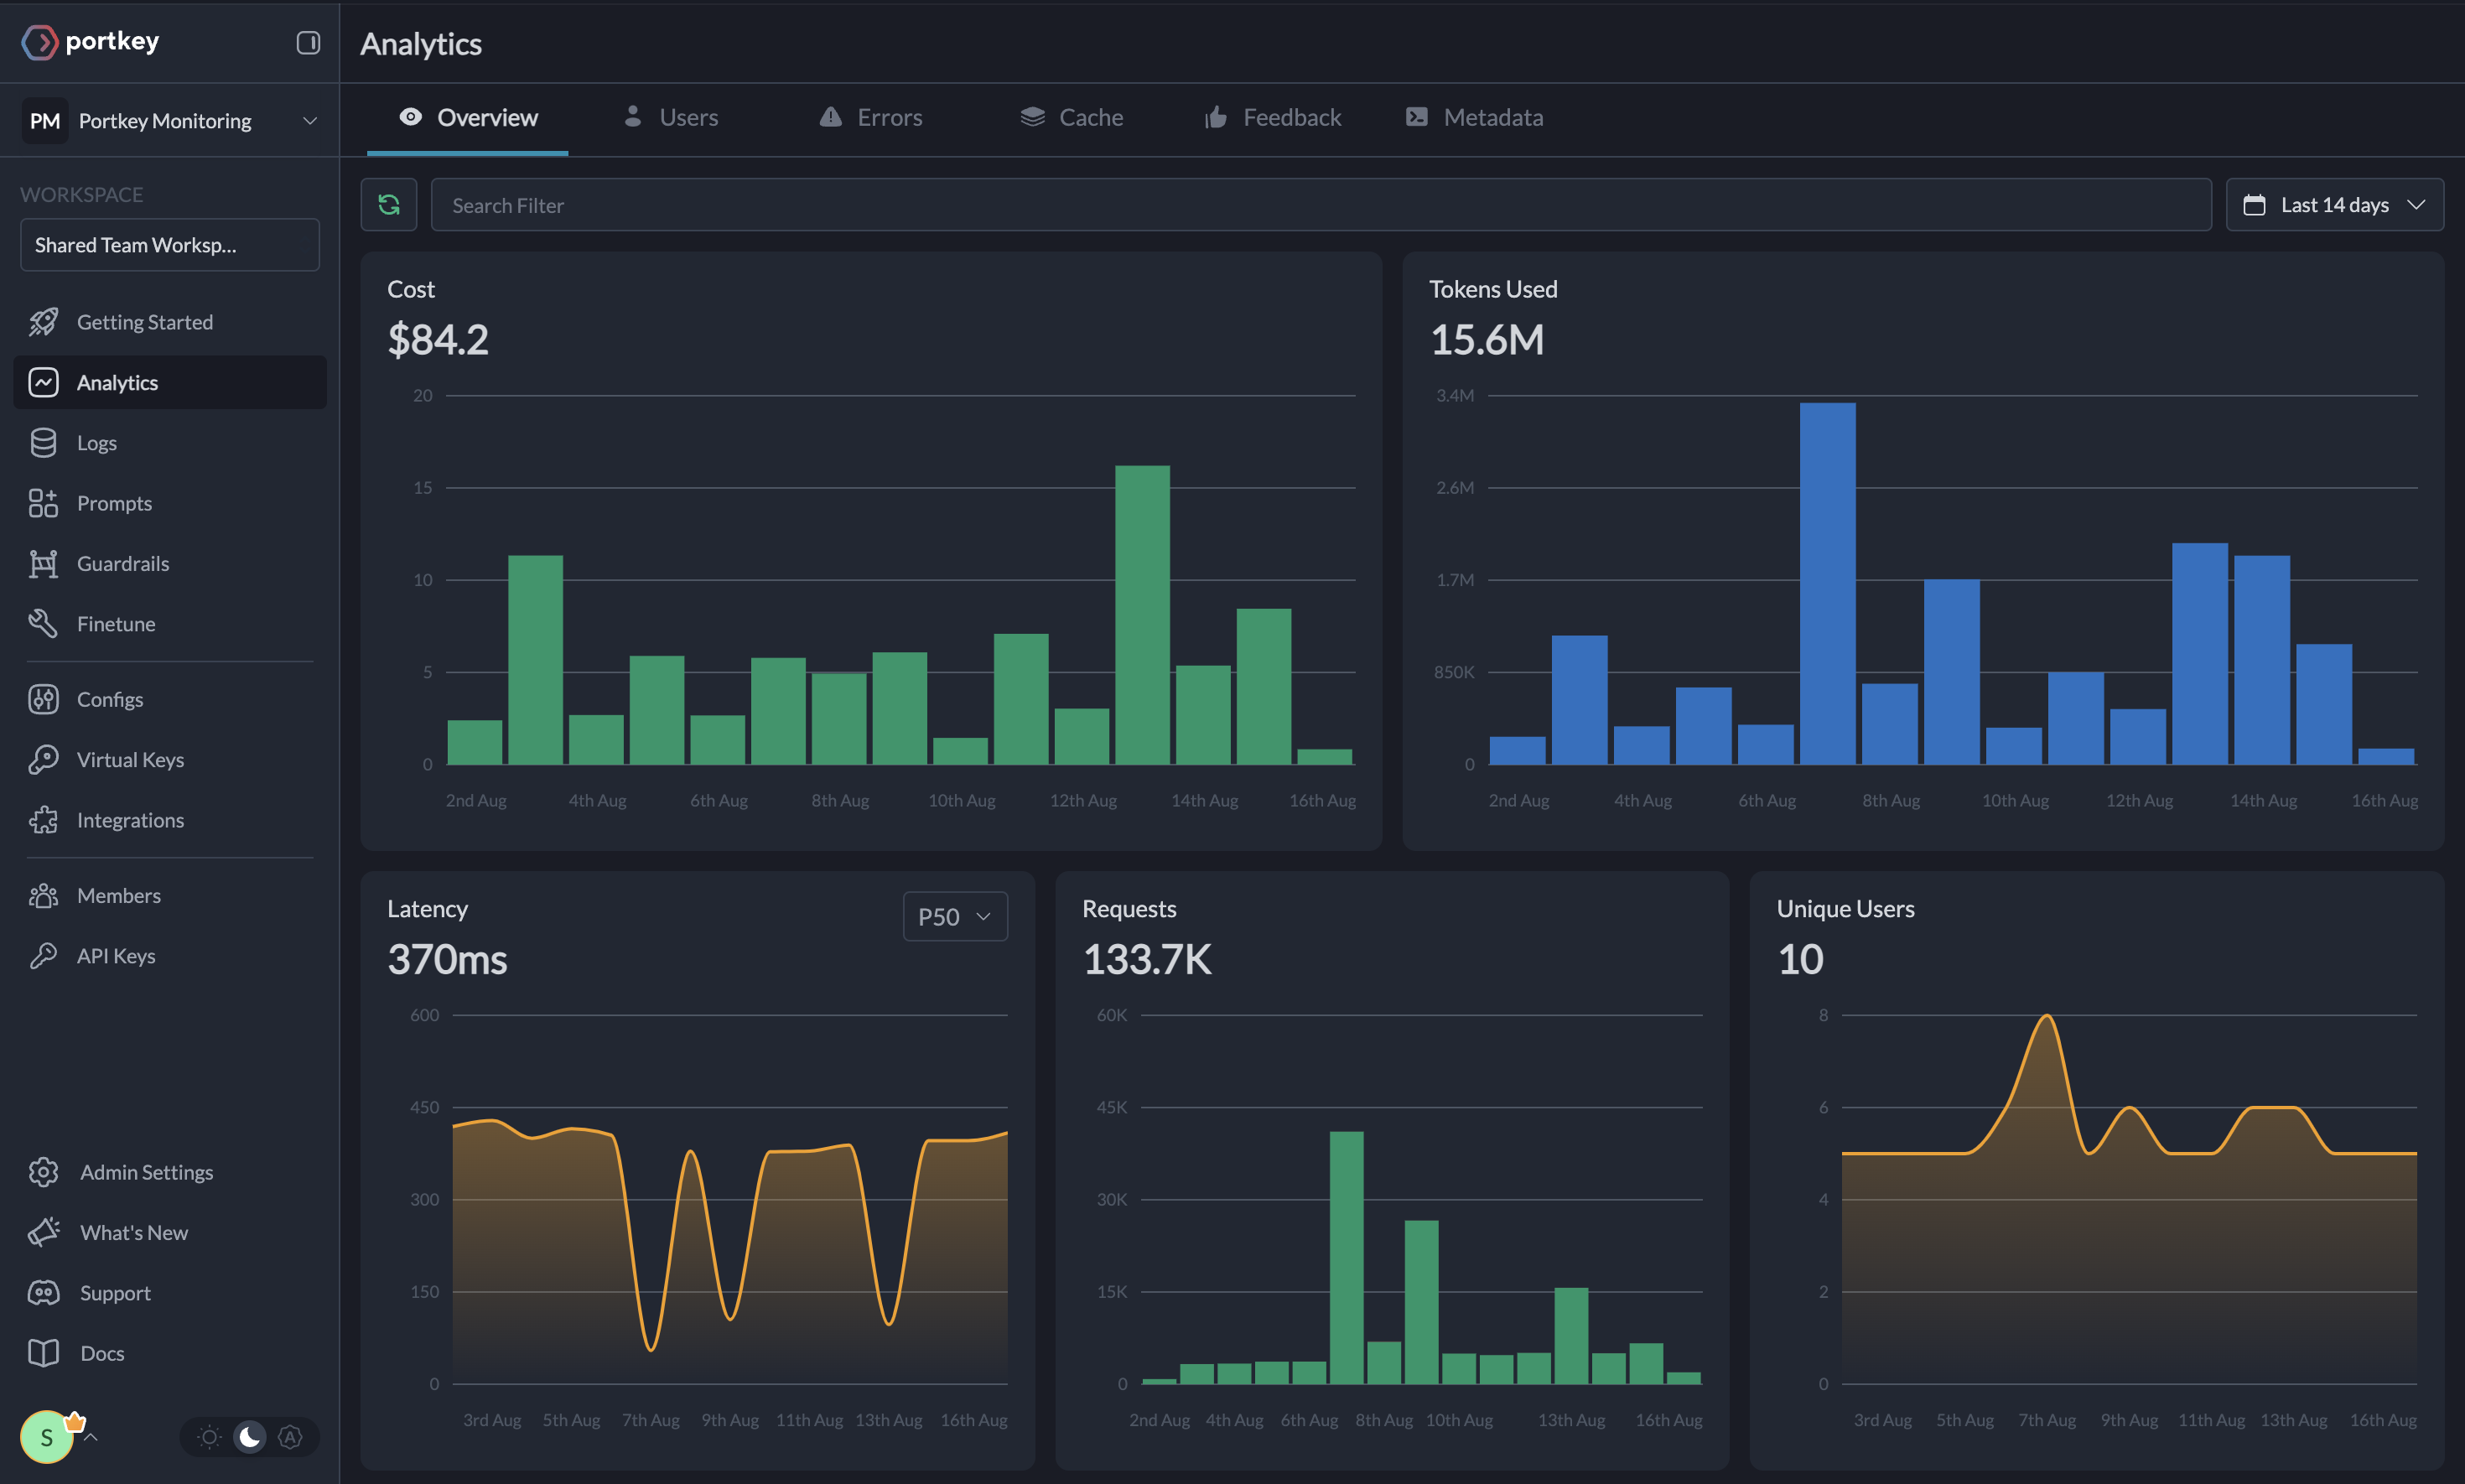 portkey
PM Portkey Monitoring
WORKSPACE
Shared Team Worksp...
Getting Started
Analytics
Logs
Prompts
Guardrails
Finetune
Configs
Virtual Keys
Integrations
Members
API Keys
Admin Settings
What's New
Support
Docs
S
A
Analytics
Overview Users Errors Cache Feedback Metadata
Search Filter
Last 14 days
Cost
$84.2
20
15
10
5
0
2nd Aug 4th Aug 6th Aug 8th Aug 10th Aug 12th Aug 14th Aug 16th Aug
Tokens Used
15.6M
3.4M
2.6M
1.7M
850K
0
2nd Aug 4th Aug 6th Aug 8th Aug 10th Aug 12th Aug 14th Aug 16th Aug
Latency
P50
370ms
600
450
300
150
0
3rd Aug 5th Aug 7th Aug 9th Aug 11th Aug 13th Aug 16th Aug
Requests
133.7K
60K
45K
30K
15K
0
2nd Aug 4th Aug 6th Aug 8th Aug 10th Aug 13th Aug 16th Aug
Unique Users
10
8
6
4
2
0
3rd Aug 5th Aug 7th Aug 9th Aug 11th Aug 13th Aug 16th Aug